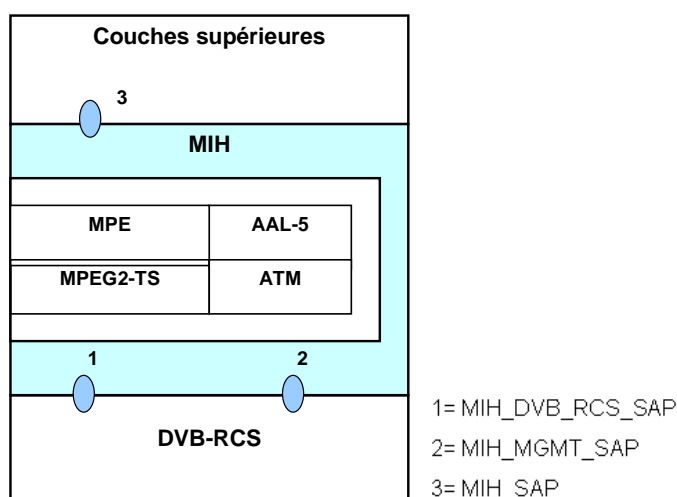 Couches supérieures
3
MIH
MPE AAL-5
MPEG2-TS ATM
1 2
DVB-RCS
1= MIH_DVB_RCS_SAP
2= MIH_MGMT_SAP
3= MIH_SAP